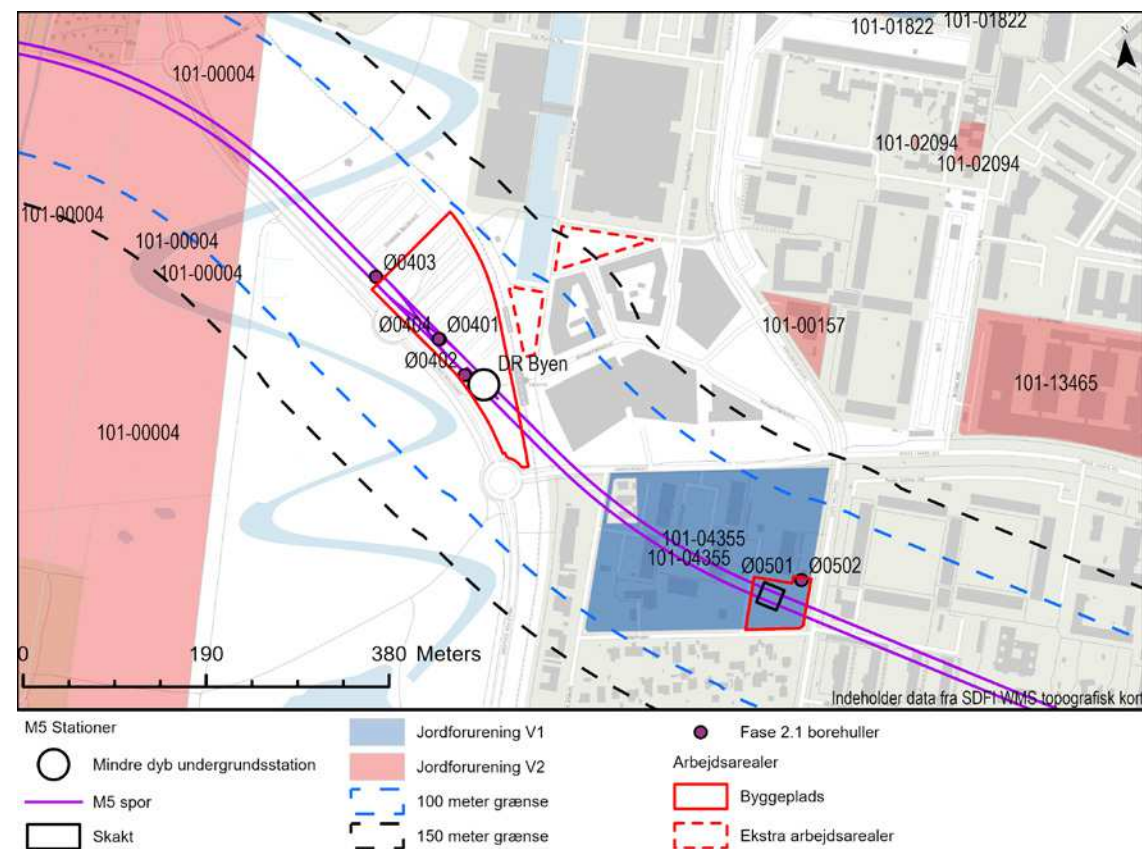 101-01822
101-01822
N
101-00004
101-02094
101-02094
101-00004
101-00004
101-00004
Ø0403
Ø0404
Ø0401
101-00157
Ø0402
DR Byen
101-13465
101-00004
101-04355
101-04355
Ø0501
Ø0502
0
190
380 Meters
Indeholder data fra SDFI WMS topografisk kort
M5 Stationer
Mindre dyb undergrundsstation
M5 spor
Skakt
Jordforurening V1
Jordforurening V2
100 meter grænse
150 meter grænse
Fase 2.1 borehuller
Arbejdsarealer
Byggeplads
Ekstra arbejdsarealer